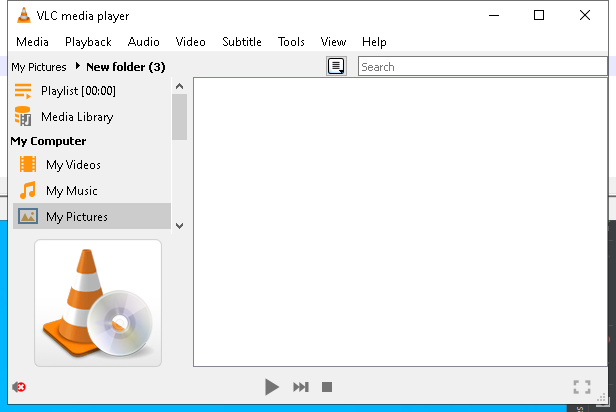 VLC media player
Media Playback Audio Video Subtitle Tools View Help
My Pictures New folder (3) Search
Playlist [00:00]
Media Library
My Computer
My Videos
My Music
My Pictures